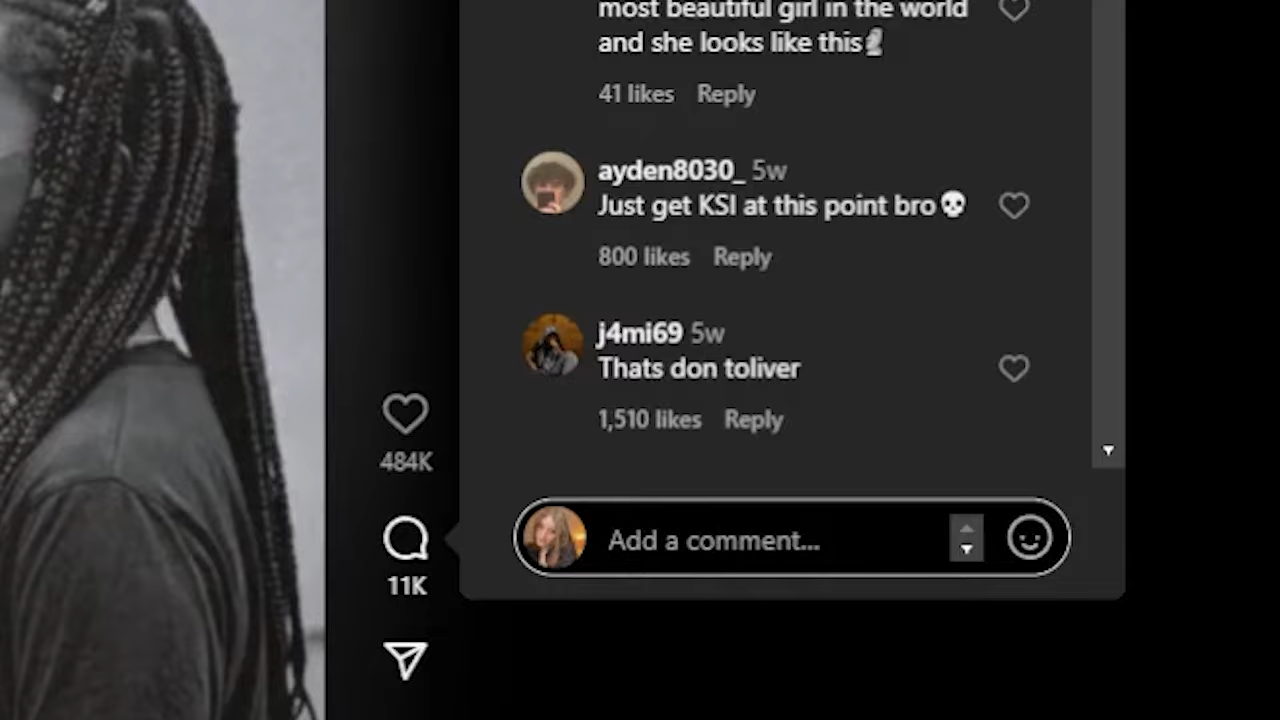 most beautiful girl in the world
and she looks like this🗿
41 likes Reply
ayden8030_ 5w
Just get KSI at this point bro💀
800 likes Reply
j4mi69 5w
Thats don toliver
1,510 likes Reply
484K
Add a comment...
11K